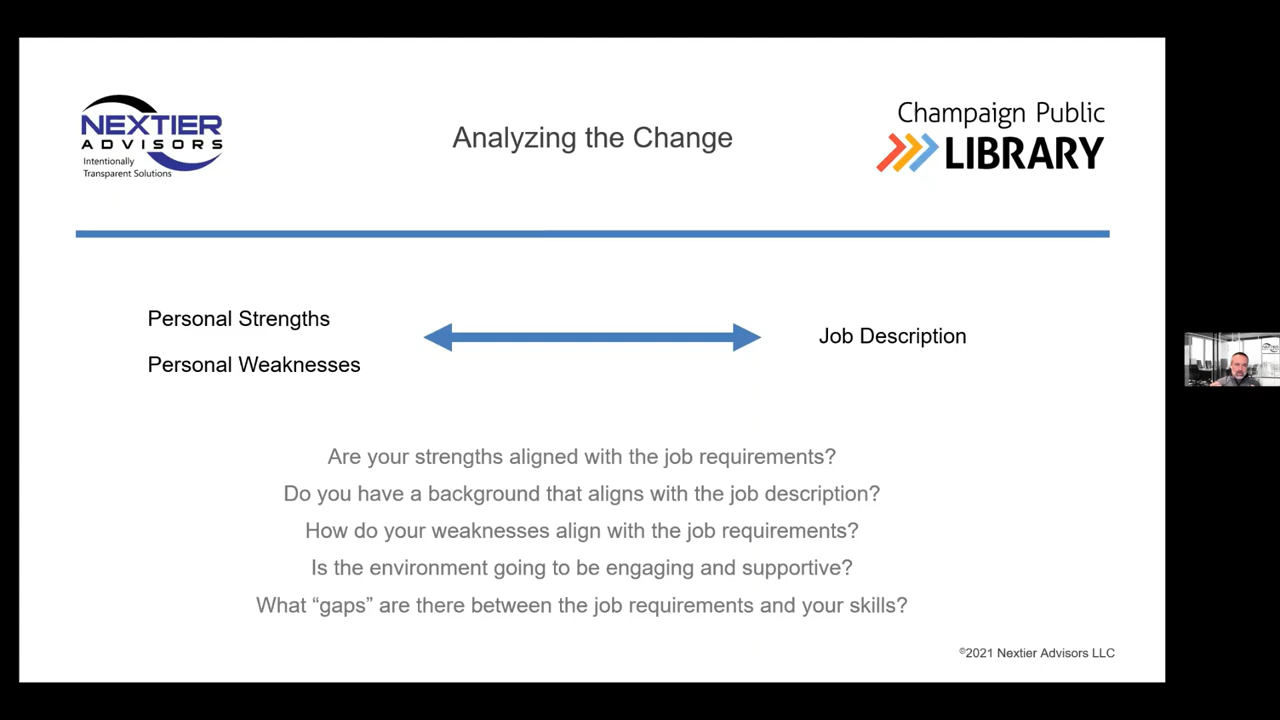 NEXTIER
ADVISORS
Intentionally
Transparent Solutions
Analyzing the Change
Champaign Public
LIBRARY
Personal Strengths
Personal Weaknesses
Job Description
Are your strengths aligned with the job requirements?
Do you have a background that aligns with the job description?
How do your weaknesses align with the job requirements?
Is the environment going to be engaging and supportive?
What “gaps” are there between the job requirements and your skills?
©2021 Nextier Advisors LLC
NEXTIER